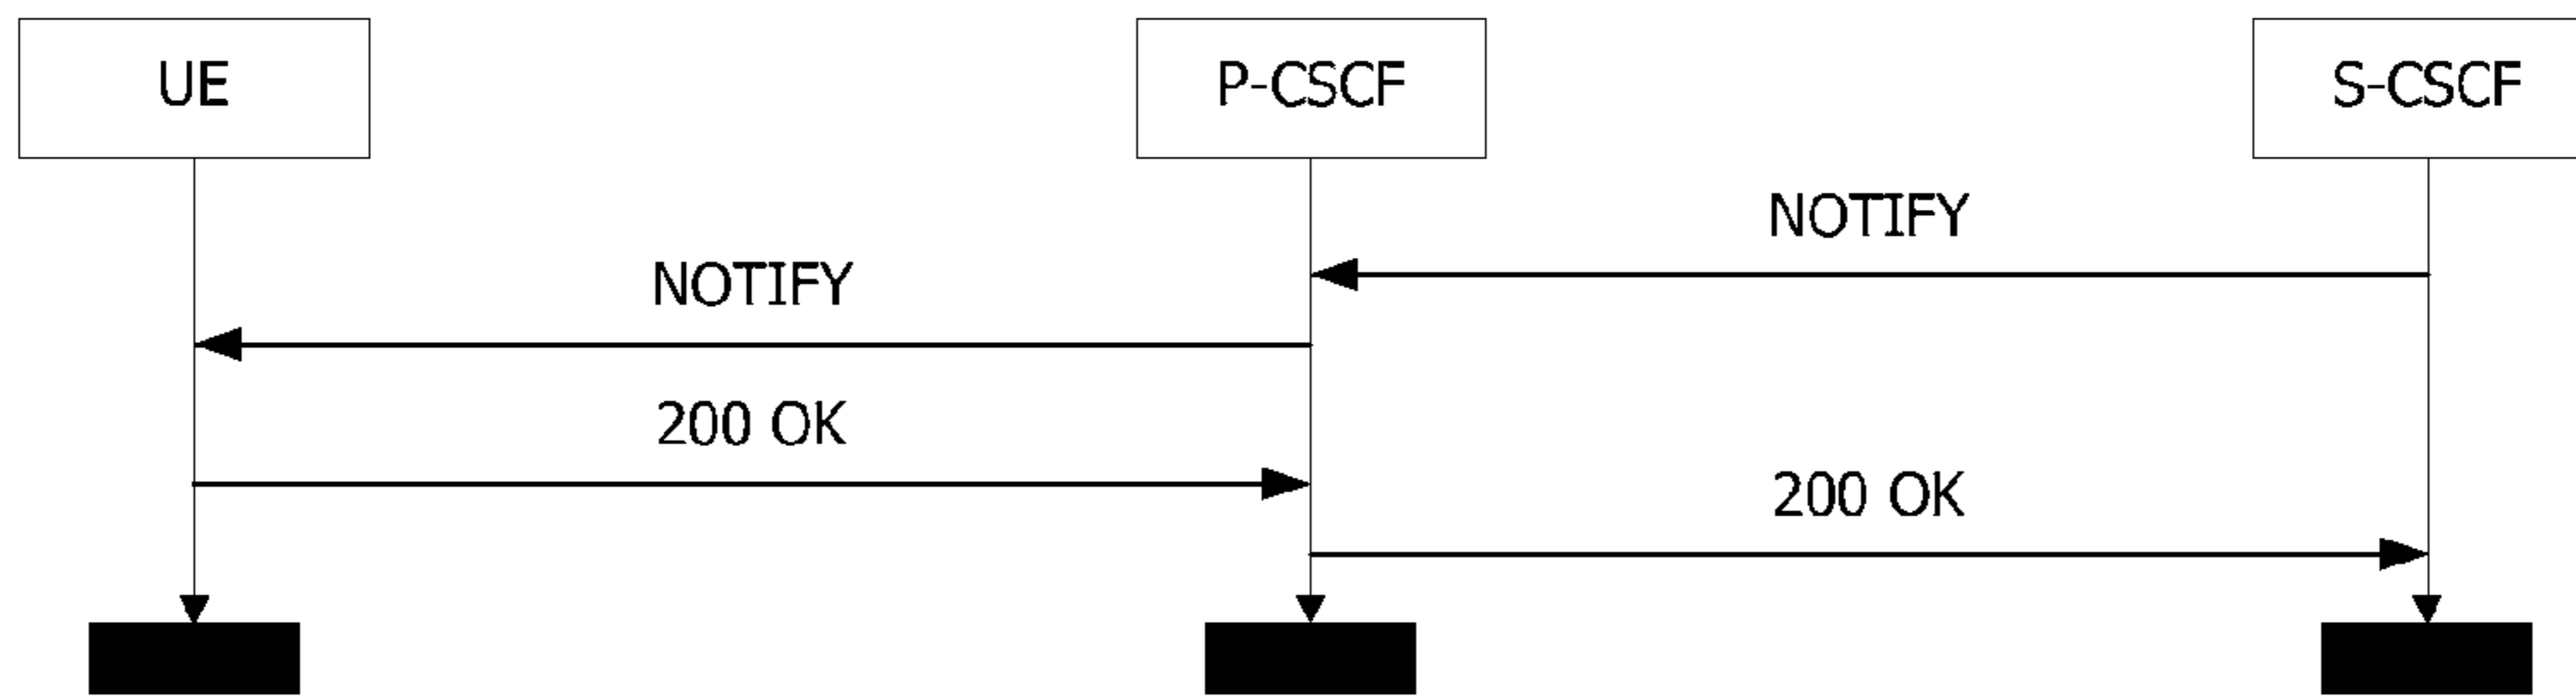 UE
P-CSCF
S-CSCF
NOTIFY
NOTIFY
200 OK
200 OK